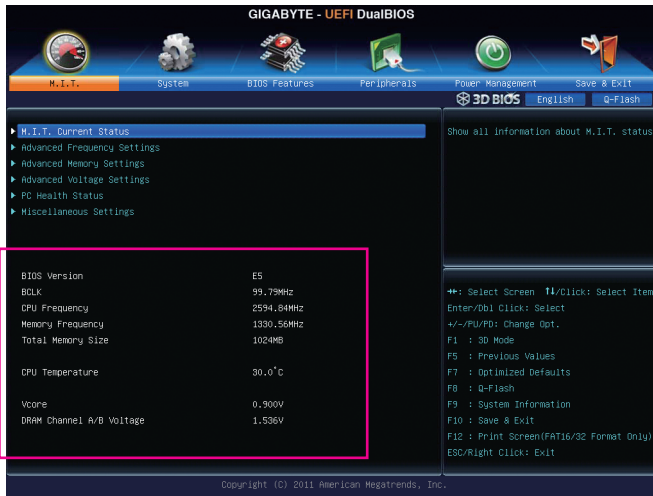 GIGABYTE - UEFI DualBIOS
M.I.T. System BIOS Features Peripherals Power Management Save & Exit
3D BIOS English Q-Flash
M.I.T. Current Status
Advanced Frequency Settings
Advanced Memory Settings
Advanced Voltage Settings
PC Health Status
Miscellaneous Settings
BIOS Version E5
BCLK 99.79MHz
CPU Frequency 2594.84MHz
Memory Frequency 1330.56MHz
Total Memory Size 1024MB
CPU Temperature 30.0°C
Vcore 0.900V
DRAM Channel A/B Voltage 1.536V
Show all information about M.I.T. status
→←: Select Screen ↑↓/Click: Select Item
Enter/Dbl Click: Select
+/-/PU/PD: Change Opt.
F1 : 3D Mode
F5 : Previous Values
F7 : Optimized Defaults
F8 : Q-Flash
F9 : System Information
F10 : Save & Exit
F12 : Print Screen(FAT16/32 Format Only)
ESC/Right Click: Exit
Copyright (C) 2011 American Megatrends, Inc.